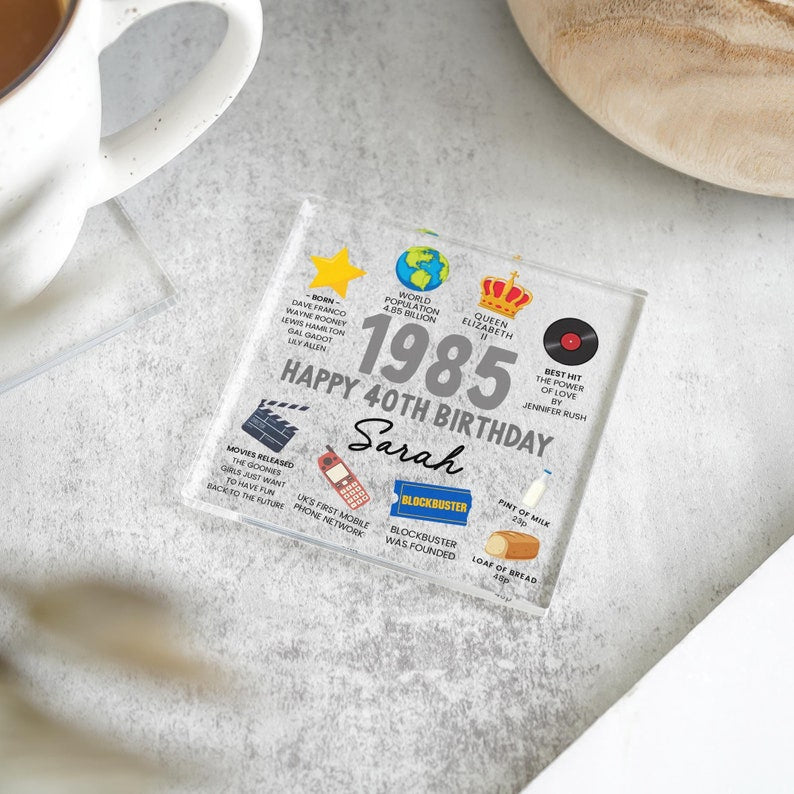 - BORN -
DAVE FRANCO
WAYNE ROONEY
LEWIS HAMILTON
GAL GADOT
LILY ALLEN
WORLD
POPULATION
4.85 BILLION
QUEEN
ELIZABETH
II
BEST HIT
THE POWER
OF LOVE
BY
JENNIFER RUSH
1985
HAPPY 40TH BIRTHDAY
Sarah
MOVIES RELEASED
THE GOONIES
GIRLS JUST WANT
TO HAVE FUN
BACK TO THE FUTURE
UK'S FIRST MOBILE
PHONE NETWORK
BLOCKBUSTER
BLOCKBUSTER
WAS FOUNDED
PINT OF MILK
23p
LOAF OF BREAD
48p